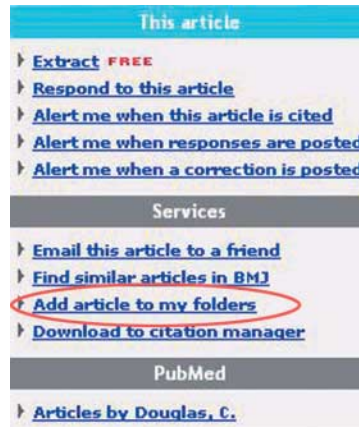 This article
Extract FREE
Respond to this article
Alert me when this article is cited
Alert me when responses are posted
Alert me when a correction is posted
Services
Email this article to a friend
Find similar articles in BMJ
Add article to my folders
Download to citation manager
PubMed
Articles by Douglas, C.